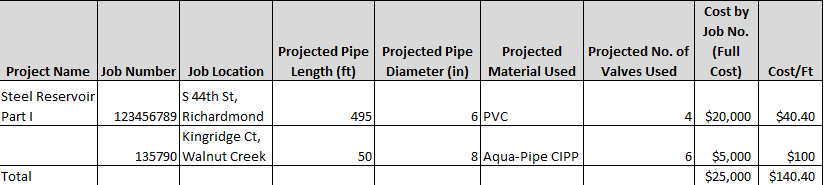 Project Name Job Number Job Location Projected Pipe Length (ft) Projected Pipe Diameter (in) Projected Material Used Projected No. of Valves Used Cost by Job No. (Full Cost) Cost/Ft
Steel Reservoir Part I 123456789 S 44th St, Richardmond 495 6 PVC 4 $20,000 $40.40
135790 Kingridge Ct, Walnut Creek 50 8 Aqua-Pipe CIPP 6 $5,000 $100
Total $25,000 $140.40